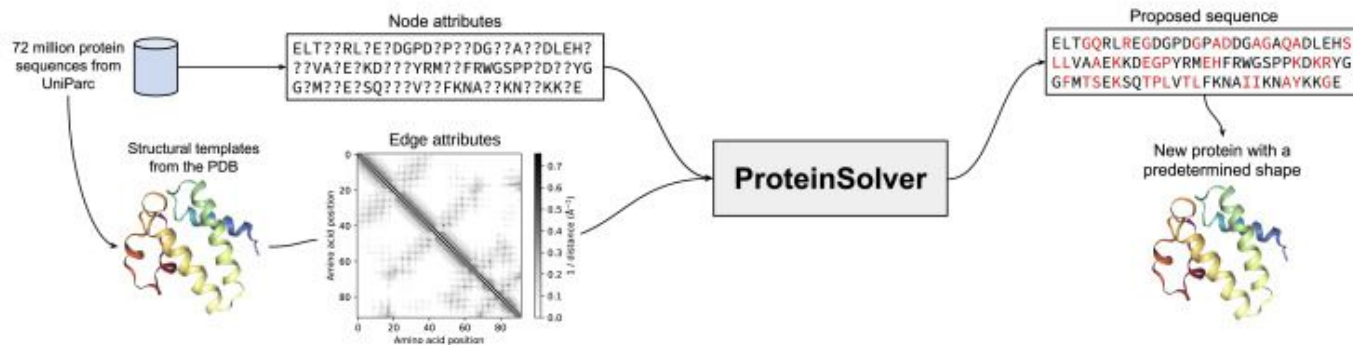 Node attributes
72 million protein
sequences from
UniParc
ELT??RL?E?DGPD?P??DG??A??DLEH?
??VA?E?KD???YRM??FRWGSPP?D??YG
G?M??E?SQ???V??FKNA??KN??KK?E
Structural templates
from the PDB
Edge attributes
0
20
40
60
80
Amino acid position
0
20
40
60
80
Amino acid position
0.7
0.6
0.5
0.4
0.3
0.2
0.1
0.0
1 / distance (Å⁻¹)
ProteinSolver
Proposed sequence
ELTGQRLREGDGPDGPADDGAGAQADLEHS
LLVAAEKKDEGPYRMEHFRWGSPPKDKRYG
GFMTSEKSQTPLVTLFKNAIIKNAYKKGE
New protein with a
predetermined shape